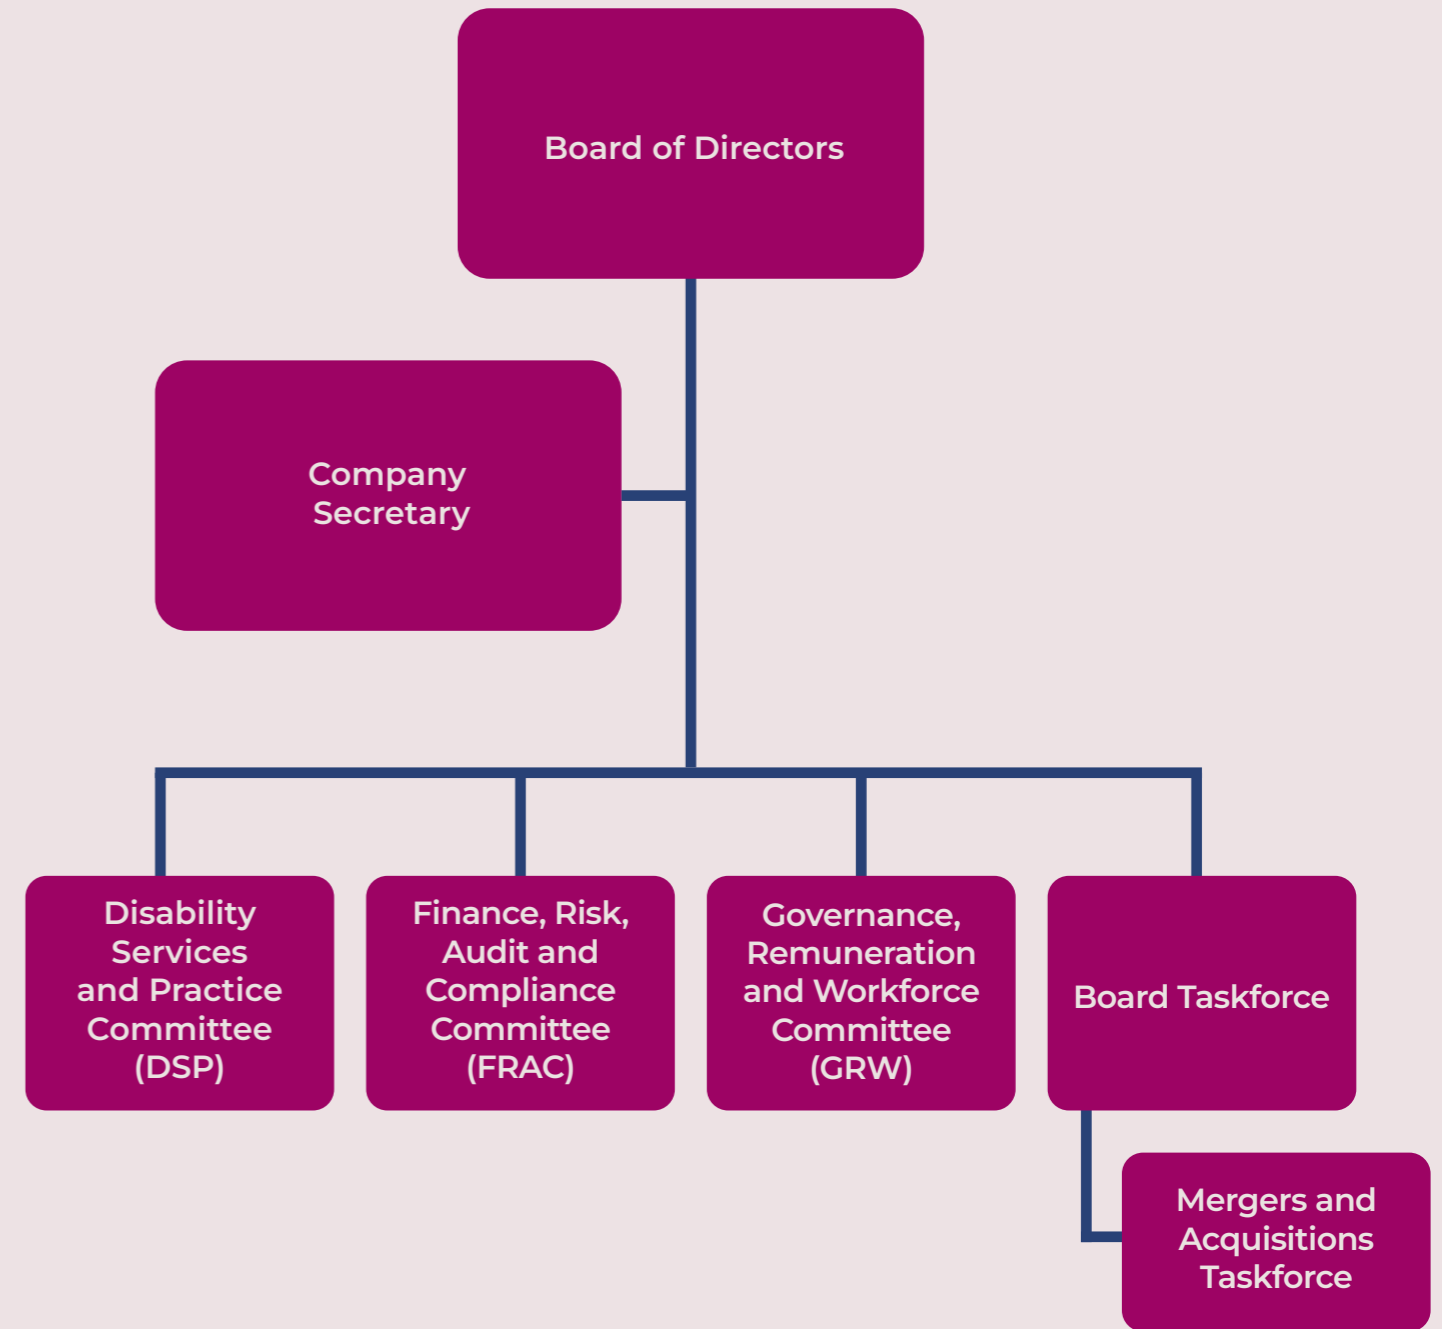 Board of Directors
Company
Secretary
Disability
Services
and Practice
Committee
(DSP)
Finance, Risk,
Audit and
Compliance
Committee
(FRAC)
Governance,
Remuneration
and Workforce
Committee
(GRW)
Board Taskforce
Mergers and
Acquisitions
Taskforce